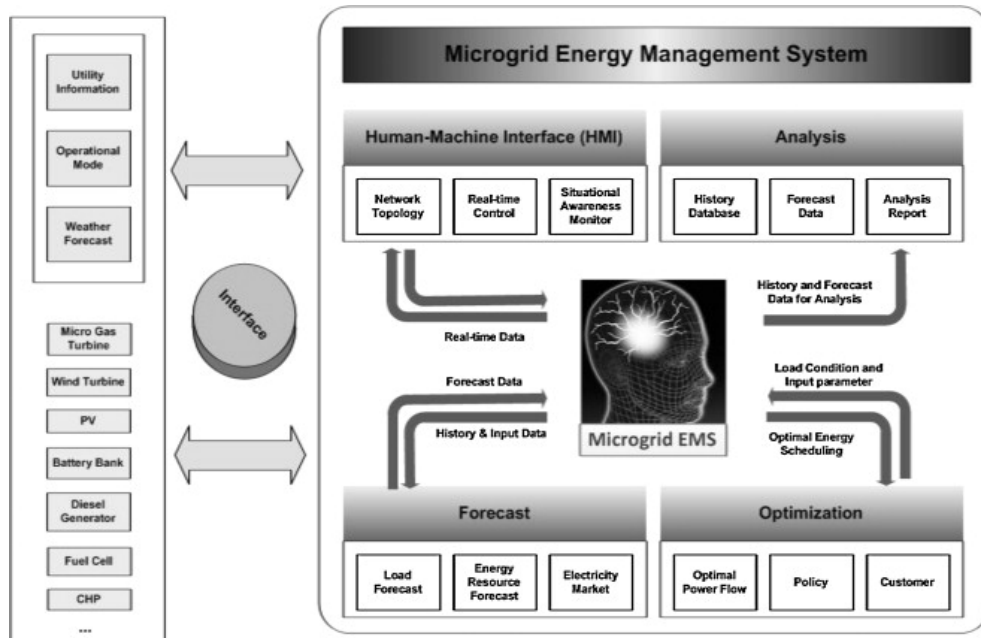 Utility
Information
Operational
Mode
Weather
Forecast
Micro Gas
Turbine
Wind Turbine
PV
Battery Bank
Diesel
Generator
Fuel Cell
CHP
...
Interface
Microgrid Energy Management System
Human-Machine Interface (HMI)
Network
Topology
Real-time
Control
Situational
Awareness
Monitor
Analysis
History
Database
Forecast
Data
Analysis
Report
Real-time Data
History and Forecast
Data for Analysis
Forecast Data
History & Input Data
Microgrid EMS
Load Condition and
Input parameter
Optimal Energy
Scheduling
Forecast
Load
Forecast
Energy
Resource
Forecast
Electricity
Market
Optimization
Optimal
Power Flow
Policy
Customer